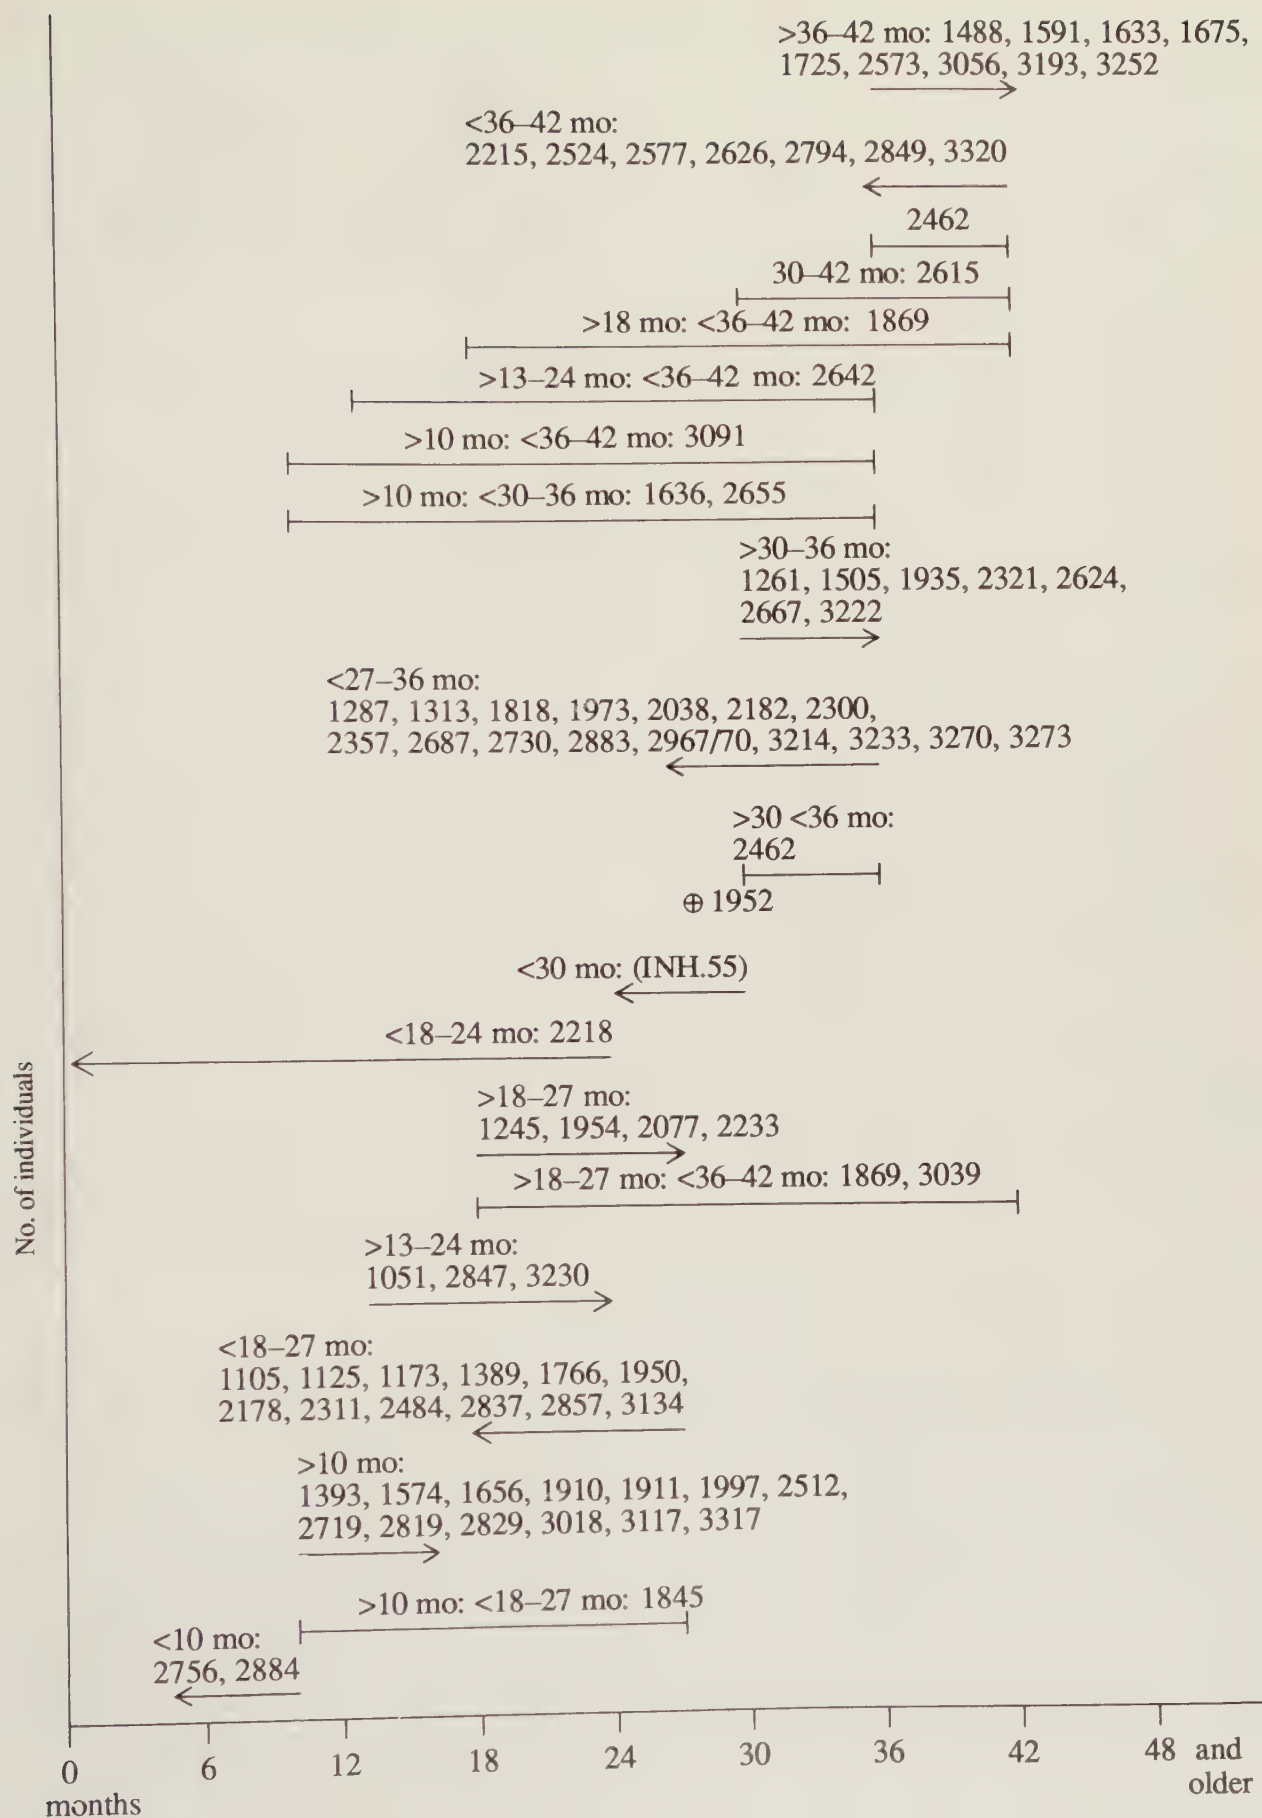 >36–42 mo: 1488, 1591, 1633, 1675,
1725, 2573, 3056, 3193, 3252
<36–42 mo:
2215, 2524, 2577, 2626, 2794, 2849, 3320
2462
30–42 mo: 2615
>18 mo: <36–42 mo: 1869
>13–24 mo: <36–42 mo: 2642
>10 mo: <36–42 mo: 3091
>10 mo: <30–36 mo: 1636, 2655
>30–36 mo:
1261, 1505, 1935, 2321, 2624,
2667, 3222
<27–36 mo:
1287, 1313, 1818, 1973, 2038, 2182, 2300,
2357, 2687, 2730, 2883, 2967/70, 3214, 3233, 3270, 3273
>30 <36 mo:
2462
⊕ 1952
<30 mo: (INH.55)
<18–24 mo: 2218
>18–27 mo:
1245, 1954, 2077, 2233
>18–27 mo: <36–42 mo: 1869, 3039
>13–24 mo:
1051, 2847, 3230
<18–27 mo:
1105, 1125, 1173, 1389, 1766, 1950,
2178, 2311, 2484, 2837, 2857, 3134
>10 mo:
1393, 1574, 1656, 1910, 1911, 1997, 2512,
2719, 2819, 2829, 3018, 3117, 3317
>10 mo: <18–27 mo: 1845
<10 mo:
2756, 2884
No. of individuals
0 6 12 18 24 30 36 42 48 and
months older